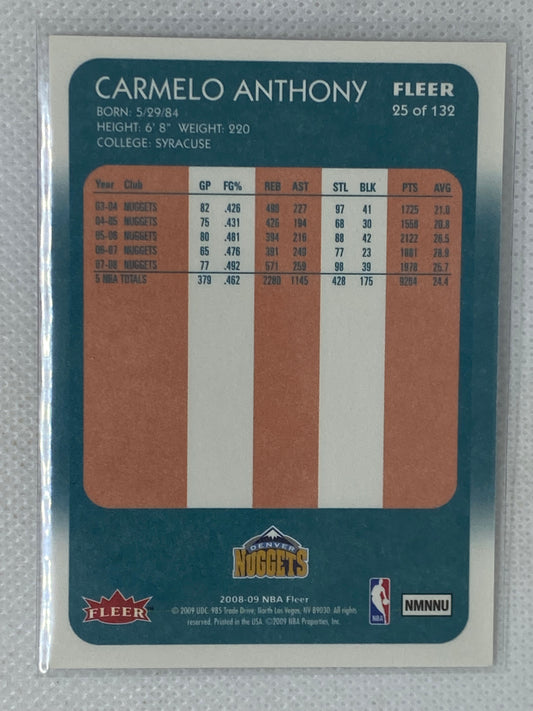 CARMELO ANTHONY FLEER
BORN: 5/29/84 25 of 132
HEIGHT: 6' 8" WEIGHT: 220
COLLEGE: SYRACUSE
Year Club GP FG% REB AST STL BLK PTS AVG
03-04 NUGGETS 82 .426 498 227 97 41 1725 21.0
04-05 NUGGETS 75 .431 426 194 68 30 1558 20.8
05-06 NUGGETS 80 .481 394 216 88 42 2122 26.5
06-07 NUGGETS 65 .476 391 249 77 23 1881 28.9
07-08 NUGGETS 77 .492 571 259 98 39 1978 25.7
5 NBA TOTALS 379 .462 2280 1145 428 175 9264 24.4
DENVER
NUGGETS
2008-09 NBA Fleer
FLEER © 2009 UDC. 985 Trade Drive, North Las Vegas, NV 89030. All rights
reserved. Printed in the USA. ©2009 NBA Properties, Inc.
NBA
NMNNU